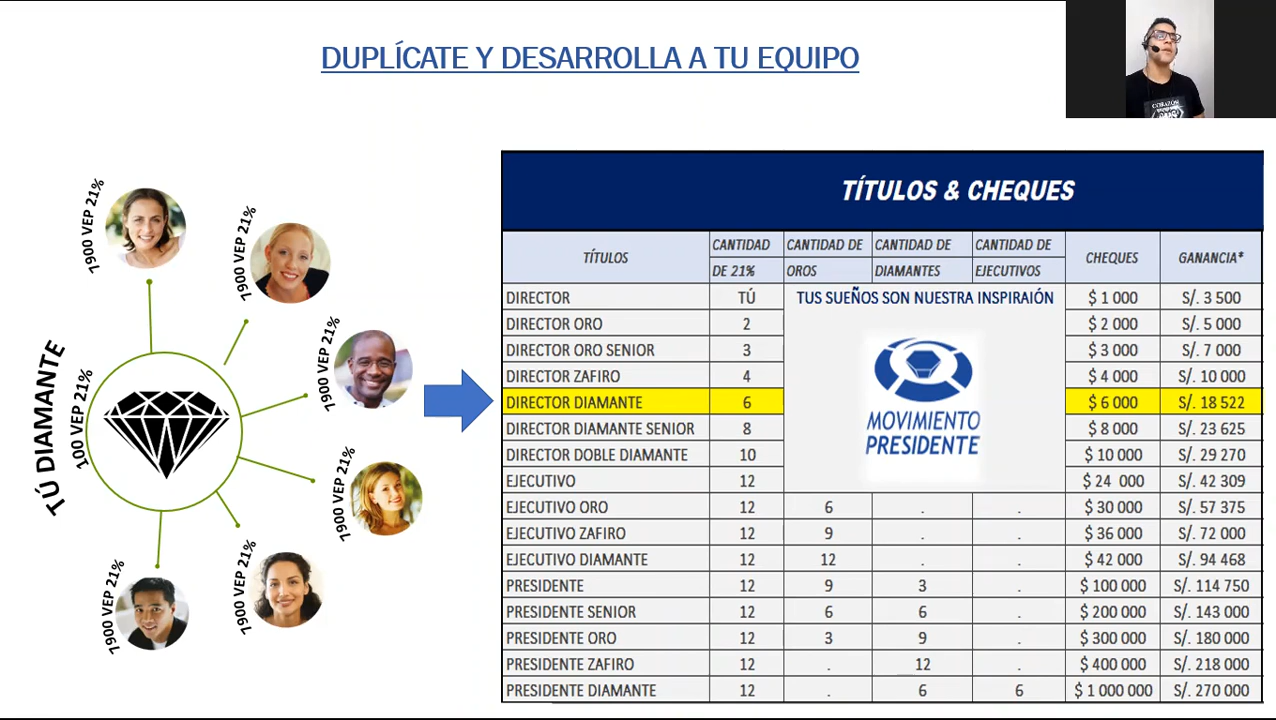 DUPLÍCATE Y DESARROLLA A TU EQUIPO
CORAZÓN
7900 VEP 21%
7900 VEP 21%
7900 VEP 21%
7900 VEP 21%
7900 VEP 21%
7900 VEP 21%
TÚ DIAMANTE
100 VEP 21%
TÍTULOS & CHEQUES
TÍTULOS CANTIDAD DE 21% CANTIDAD DE OROS CANTIDAD DE DIAMANTES CANTIDAD DE EJECUTIVOS CHEQUES GANANCIA*
DIRECTOR TÚ TUS SUEÑOS SON NUESTRA INSPIRAIÓN $ 1 000 S/. 3 500
DIRECTOR ORO 2 $ 2 000 S/. 5 000
DIRECTOR ORO SENIOR 3 $ 3 000 S/. 7 000
DIRECTOR ZAFIRO 4 $ 4 000 S/. 10 000
DIRECTOR DIAMANTE 6 $ 6 000 S/. 18 522
DIRECTOR DIAMANTE SENIOR 8 $ 8 000 S/. 23 625
DIRECTOR DOBLE DIAMANTE 10 $ 10 000 S/. 29 270
EJECUTIVO 12 $ 24 000 S/. 42 309
MOVIMIENTO
PRESIDENTE
EJECUTIVO ORO 12 6 . . $ 30 000 S/. 57 375
EJECUTIVO ZAFIRO 12 9 . . $ 36 000 S/. 72 000
EJECUTIVO DIAMANTE 12 12 . . $ 42 000 S/. 94 468
PRESIDENTE 12 9 3 . $ 100 000 S/. 114 750
PRESIDENTE SENIOR 12 6 6 . $ 200 000 S/. 143 000
PRESIDENTE ORO 12 3 9 . $ 300 000 S/. 180 000
PRESIDENTE ZAFIRO 12 . 12 . $ 400 000 S/. 218 000
PRESIDENTE DIAMANTE 12 . 6 6 $ 1 000 000 S/. 270 000